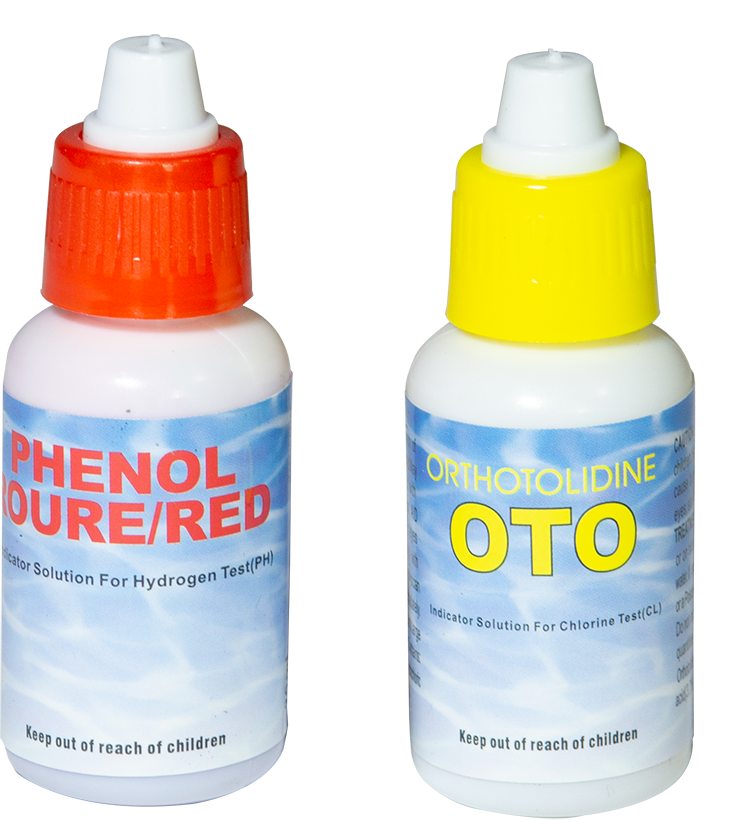 PHENOL
ROURE/RED
Solution For Hydrogen Test(PH)
Keep out of reach of children
ORTHOTOLIDINE
OTO
Indicator Solution For Chlorine Test(CL)
Keep out of reach of children